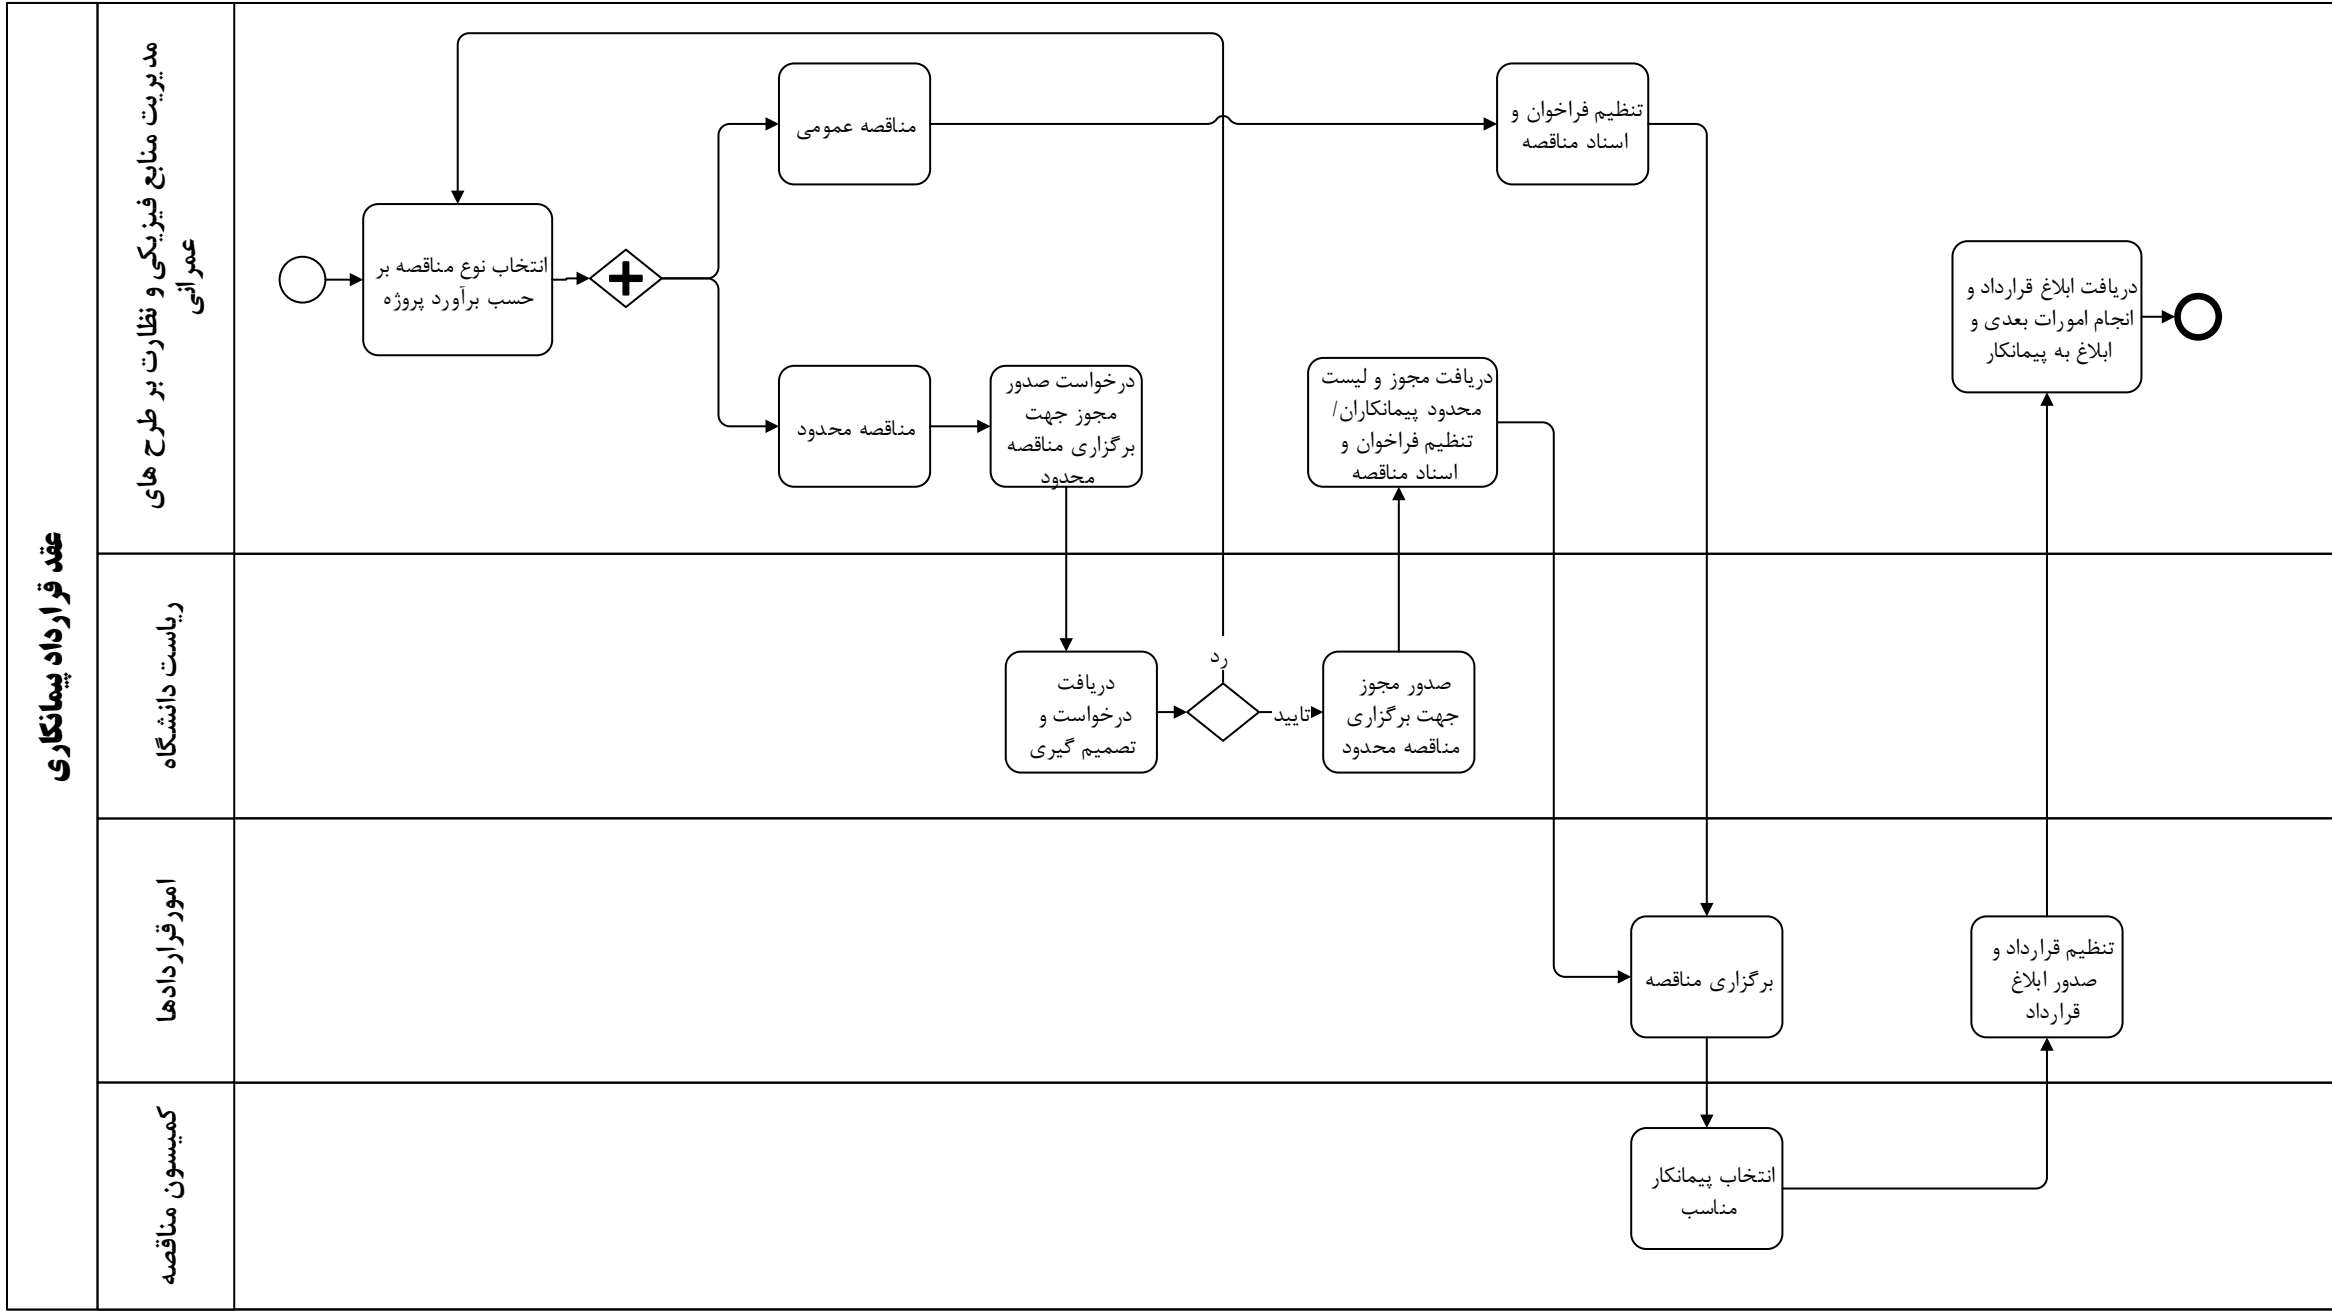 عقد قرارداد پیمانکاری
مدیریت منابع فیزیکی و نظارت بر طرح های
عمرانی
انتخاب نوع مناقصه بر
حسب برآورد پروژه
مناقصه عمومی
تنظیم فراخوان و
اسناد مناقصه
مناقصه محدود
درخواست صدور
مجوز جهت
برگزاری مناقصه
محدود
دریافت مجوز و لیست
محدود پیمانکاران/
تنظیم فراخوان و
اسناد مناقصه
دریافت ابلاغ قرارداد و
انجام امورات بعدی و
ابلاغ به پیمانکار
ریاست دانشگاه
دریافت
درخواست و
تصمیم گیری
رد
تایید
صدور مجوز
جهت برگزاری
مناقصه محدود
امورقراردادها
برگزاری مناقصه
تنظیم قرارداد و
صدور ابلاغ
قرارداد
کمیسون مناقصه
انتخاب پیمانکار
مناسب